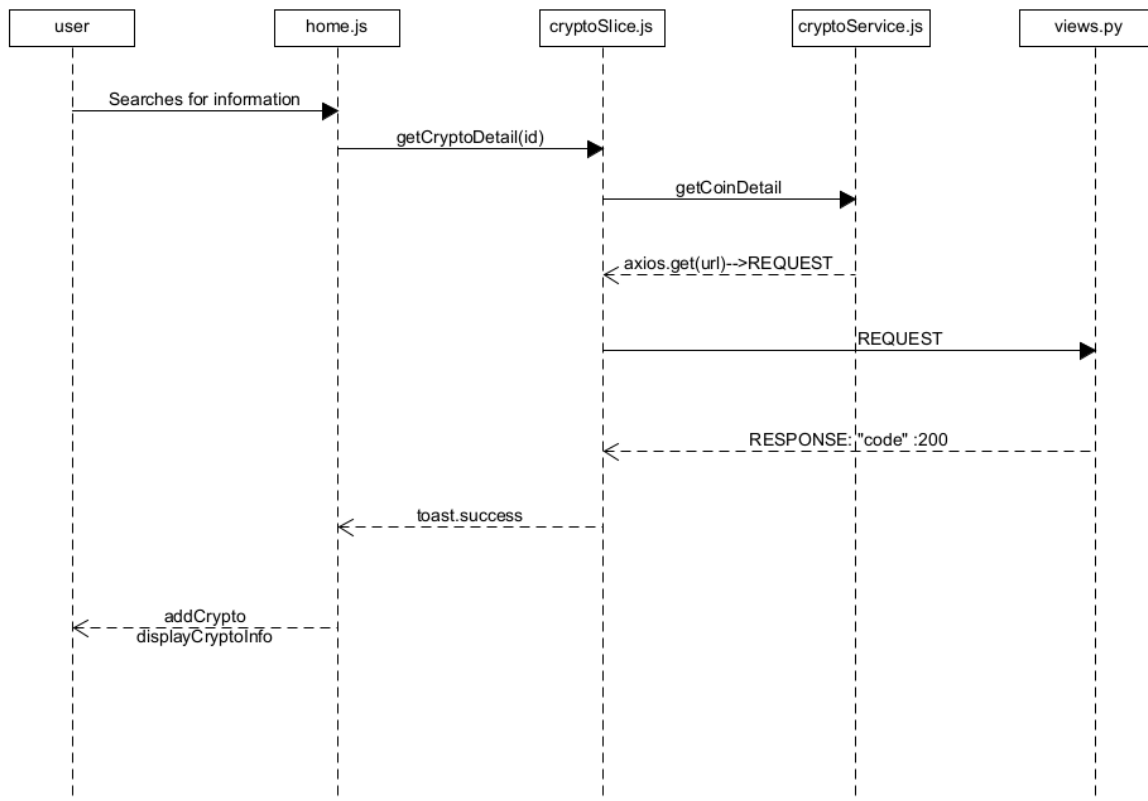 user
home.js
cryptoSlice.js
cryptoService.js
views.py
Searches for information
getCryptoDetail(id)
getCoinDetail
axios.get(url)-->REQUEST
REQUEST
RESPONSE: "code" :200
toast.success
addCrypto
displayCryptoInfo